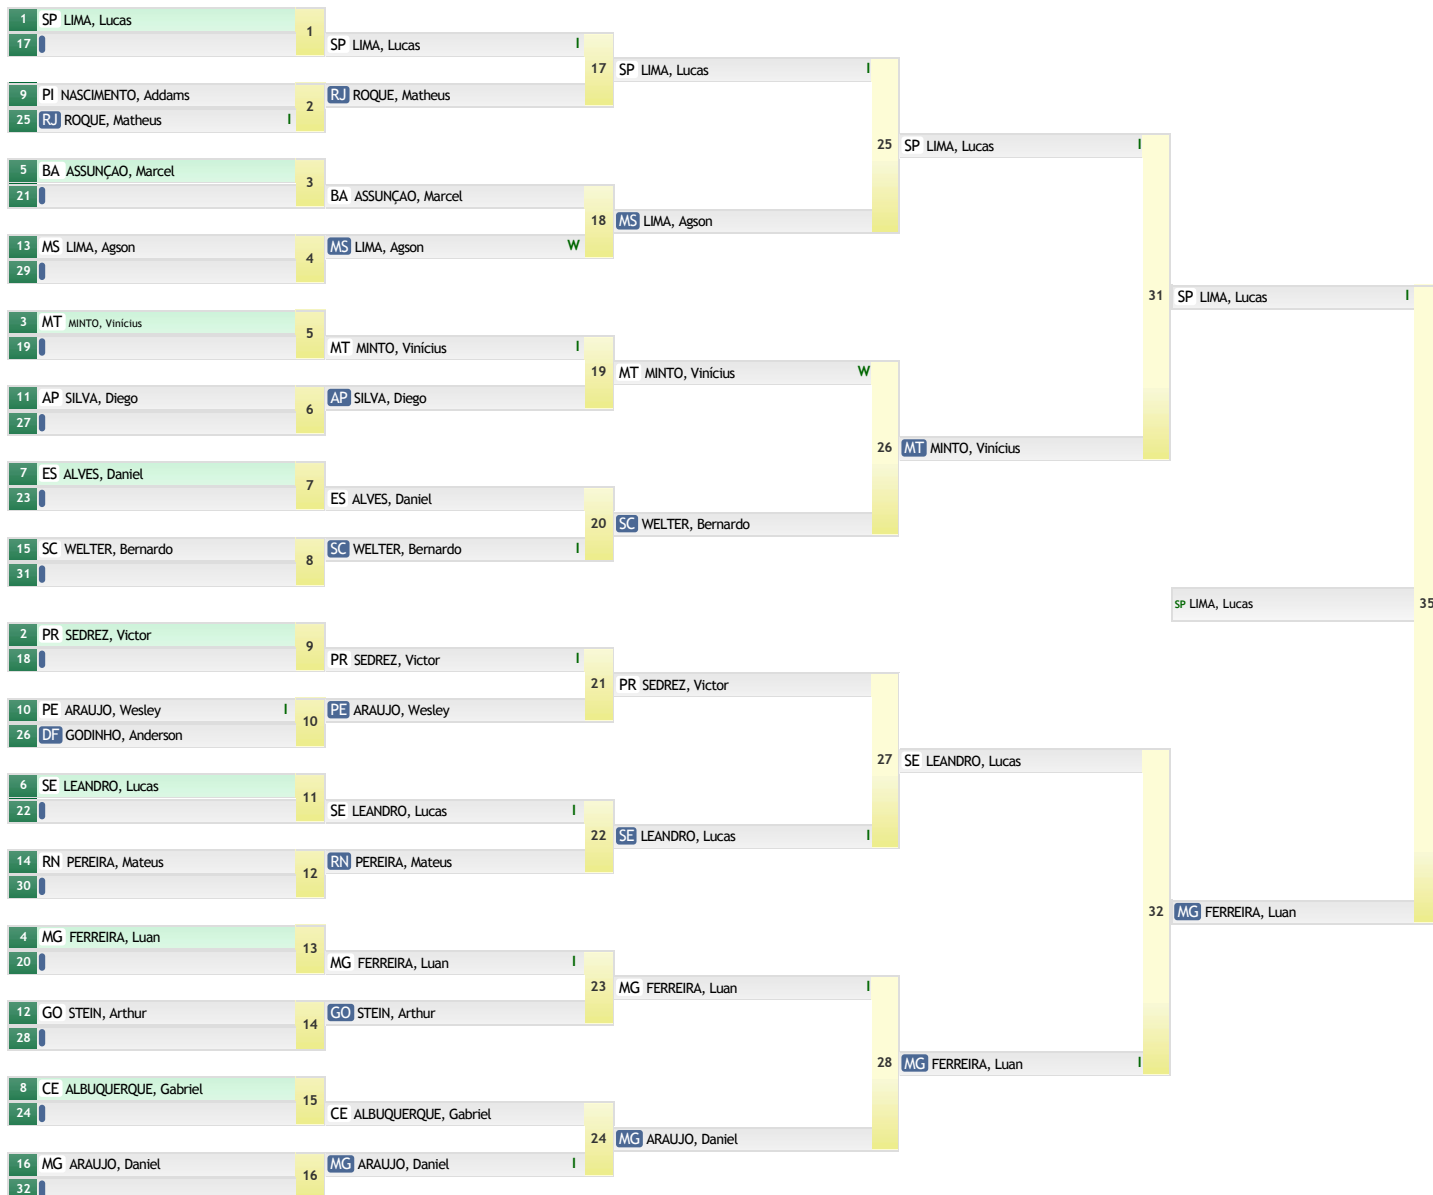 1 SP LIMA, Lucas
1
17
SP LIMA, Lucas I
17
SP LIMA, Lucas I
9 PI NASCIMENTO, Addams
2
RJ ROQUE, Matheus
25 RJ ROQUE, Matheus I
25
SP LIMA, Lucas I
5 BA ASSUNÇAO, Marcel
3
21
BA ASSUNÇAO, Marcel
18
MS LIMA, Agson
13 MS LIMA, Agson
4
MS LIMA, Agson W
29
31
SP LIMA, Lucas I
3 MT MINTO, Vinícius
5
19
MT MINTO, Vinícius I
19
MT MINTO, Vinícius W
11 AP SILVA, Diego
6
AP SILVA, Diego
27
26
MT MINTO, Vinícius
7 ES ALVES, Daniel
7
23
ES ALVES, Daniel
20
SC WELTER, Bernardo
15 SC WELTER, Bernardo
8
SC WELTER, Bernardo I
31
SP LIMA, Lucas
35
2 PR SEDREZ, Victor
9
18
PR SEDREZ, Victor I
21
PR SEDREZ, Victor
10 PE ARAUJO, Wesley I
10
PE ARAUJO, Wesley
26 DF GODINHO, Anderson
27
SE LEANDRO, Lucas
6 SE LEANDRO, Lucas
11
22
SE LEANDRO, Lucas I
22
SE LEANDRO, Lucas I
14 RN PEREIRA, Mateus
12
RN PEREIRA, Mateus
30
32
MG FERREIRA, Luan
4 MG FERREIRA, Luan
13
20
MG FERREIRA, Luan I
23
MG FERREIRA, Luan I
12 GO STEIN, Arthur
14
GO STEIN, Arthur
28
28
MG FERREIRA, Luan I
8 CE ALBUQUERQUE, Gabriel
15
24
CE ALBUQUERQUE, Gabriel
24
MG ARAUJO, Daniel
16 MG ARAUJO, Daniel
16
MG ARAUJO, Daniel I
32